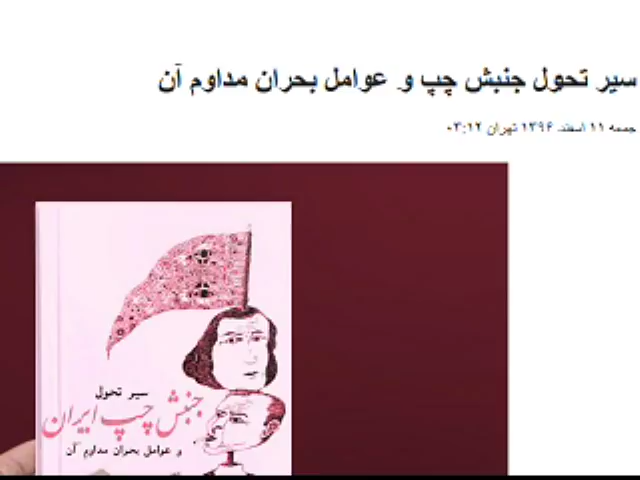 سیر تحول جنبش چپ و عوامل بحران مداوم آن
جمعه ۱۱ اسفند ۱۳۹۶ تهران ۰۳:۱۲
سیر تحول
جنبش چپ ایران
و عوامل بحران مداوم آن